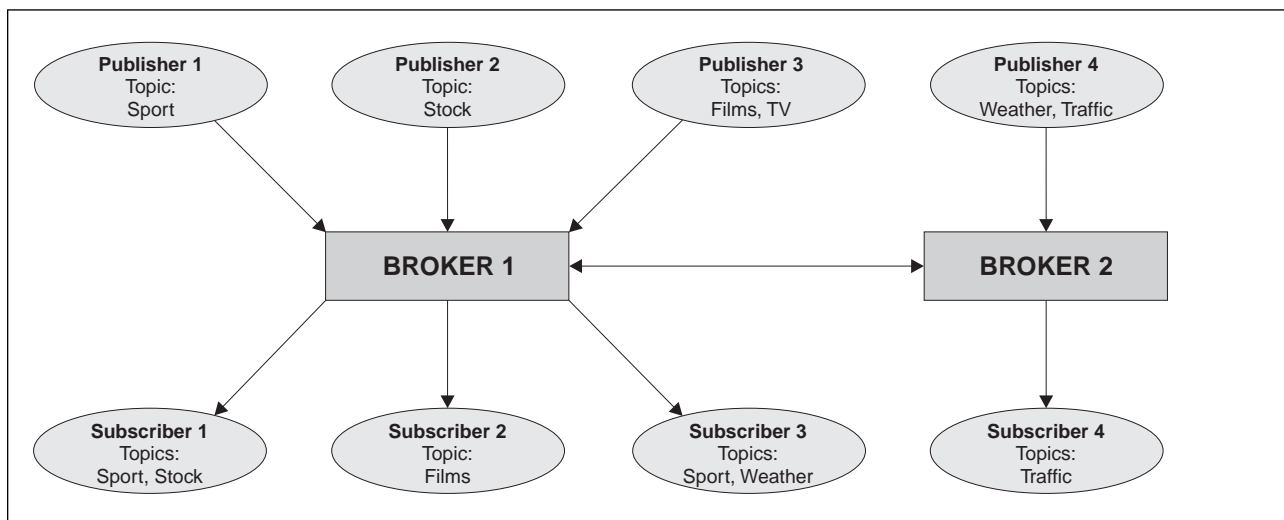 Publisher 1
Topic:
Sport
Publisher 2
Topic:
Stock
Publisher 3
Topics:
Films, TV
Publisher 4
Topics:
Weather, Traffic
BROKER 1
BROKER 2
Subscriber 1
Topics:
Sport, Stock
Subscriber 2
Topic:
Films
Subscriber 3
Topics:
Sport, Weather
Subscriber 4
Topics:
Traffic